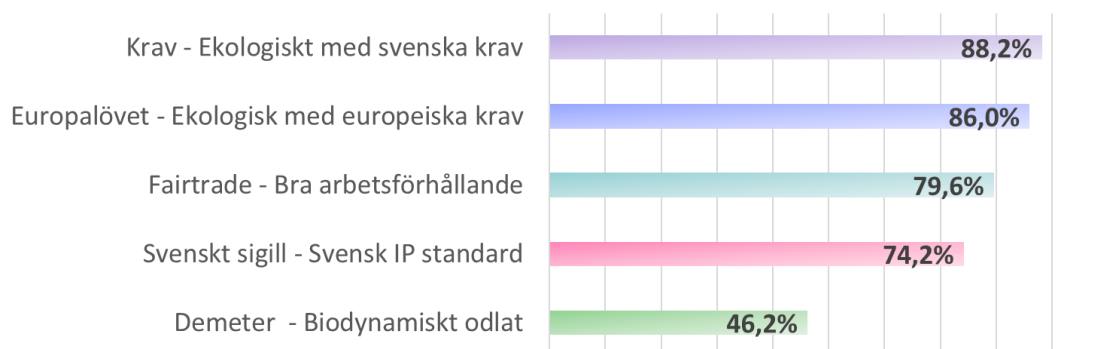 Krav - Ekologiskt med svenska krav 88,2%
Europalövet - Ekologisk med europeiska krav 86,0%
Fairtrade - Bra arbetsförhållande 79,6%
Svenskt sigill - Svensk IP standard 74,2%
Demeter - Biodynamiskt odlat 46,2%